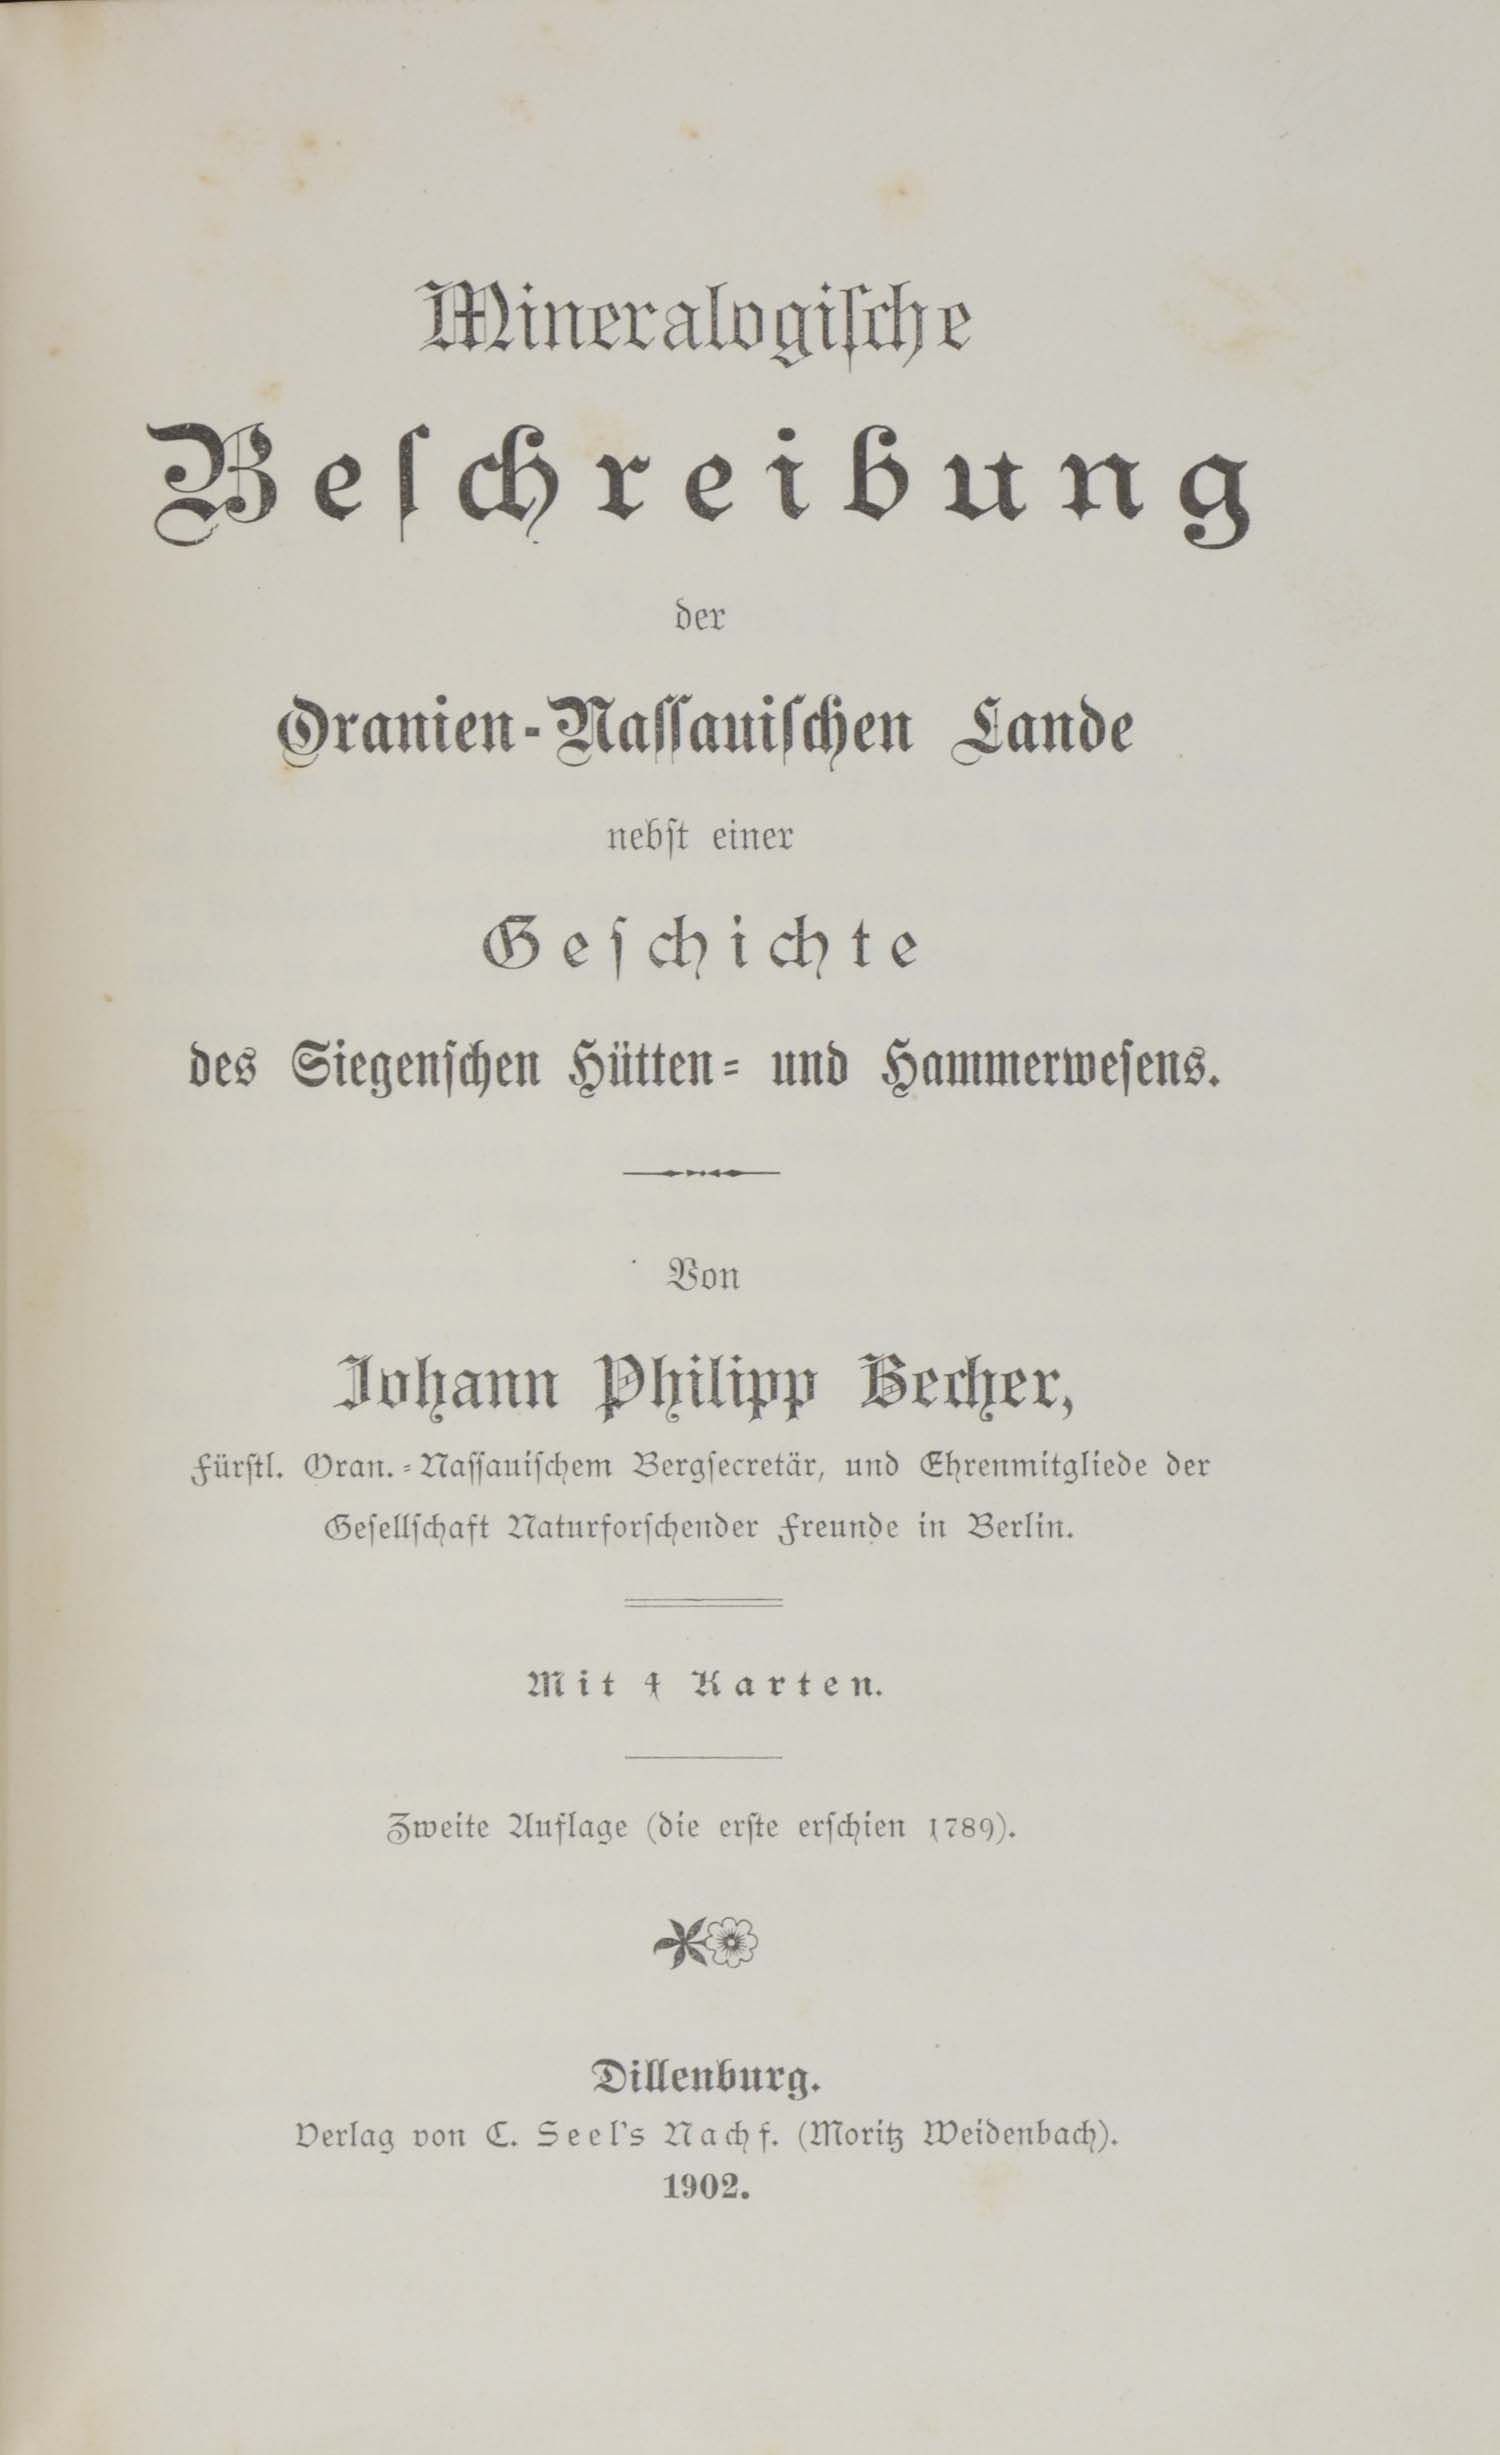 Mineralogiſche
Beſchreibung
der
Oranien-Naſſauiſchen Lande
nebſt einer
Geſchichte
des Siegenſchen Hütten- und Hammerweſens.
Von
Johann Philipp Becher,
Fürſtl. Oran.-Naſſauiſchem Bergſecretär, und Ehrenmitgliede der
Geſellſchaft Naturforſchender Freunde in Berlin.
Mit 4 Karten.
Zweite Auflage (die erſte erſchien 1789).
Dillenburg.
Verlag von C. Seel's Nachf. (Moritz Weidenbach).
1902.